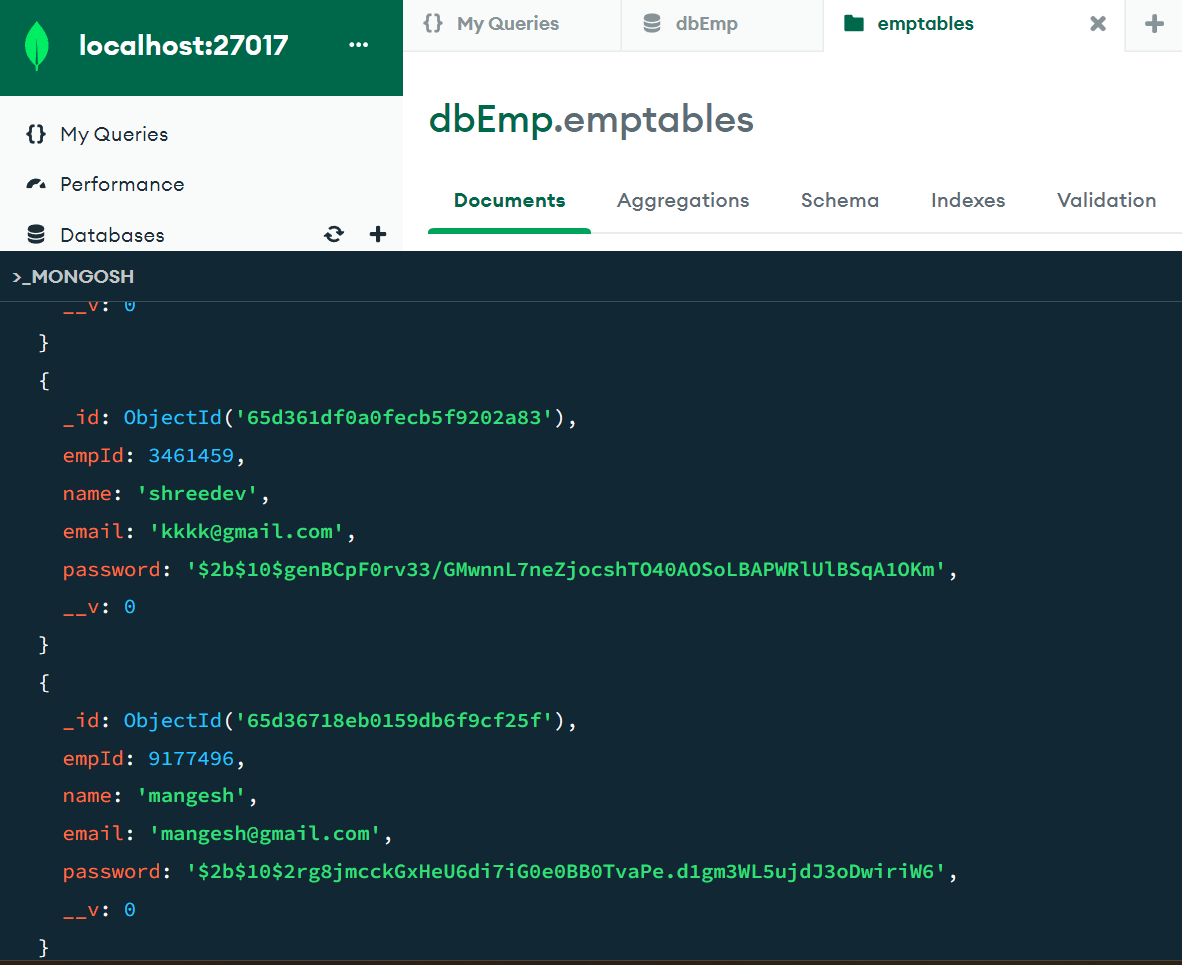 localhost:27017 ...
{} My Queries
dbEmp
emptables
{} My Queries
Performance
Databases
dbEmp.emptables
Documents Aggregations Schema Indexes Validation
>_MONGOSH
__v: 0
}
{
_id: ObjectId('65d361df0a0fecb5f9202a83'),
empId: 3461459,
name: 'shreedev',
email: 'kkkk@gmail.com',
password: '$2b$10$genBCpF0rv33/GMwnnL7neZjocshTO40AOSoLBAPWRlUlBSqA1OKm',
__v: 0
}
{
_id: ObjectId('65d36718eb0159db6f9cf25f'),
empId: 9177496,
name: 'mangesh',
email: 'mangesh@gmail.com',
password: '$2b$10$2rg8jmcckGxHeU6di7iG0e0BB0TvaPe.d1gm3WL5ujdJ3oDwiriW6',
__v: 0
}